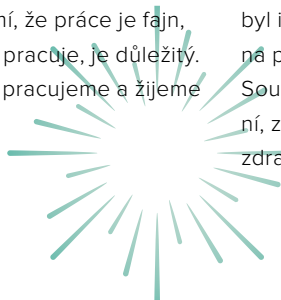 ní, že práce je fajn,
pracuje, je důležitý.
pracujeme a žijeme
byl i
na p
Sou
ní, z
zdra